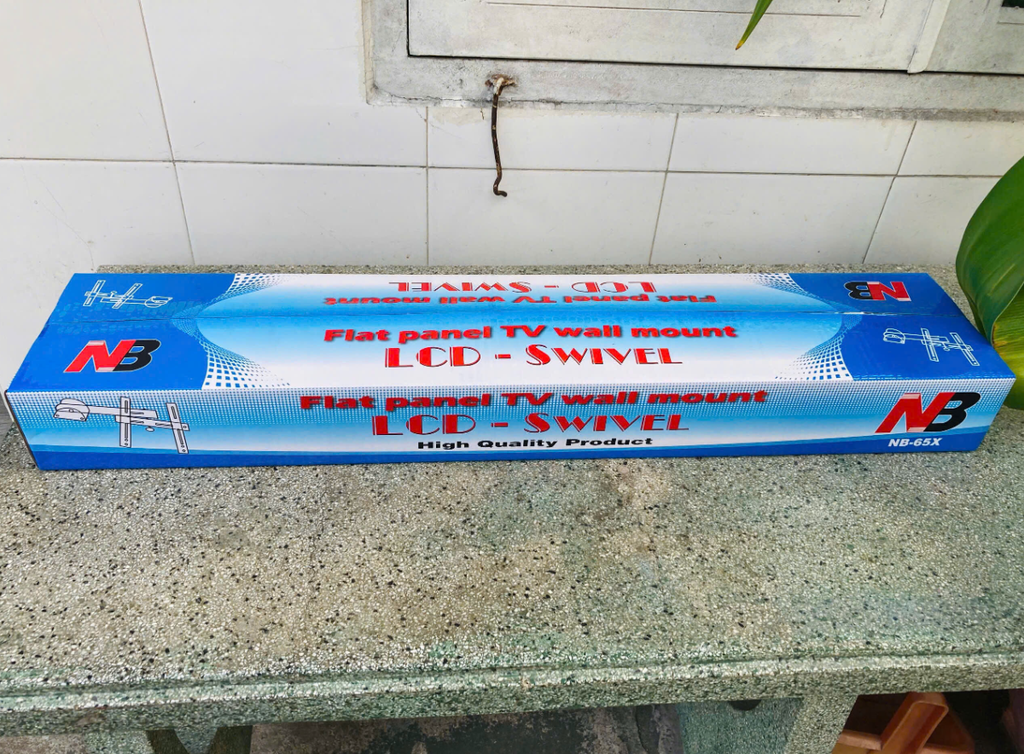 LCD - SWIVEL
Flat panel TV wall mount
NB
Flat panel TV wall mount
LCD - SWIVEL
NB
Flat panel TV wall mount
LCD - SWIVEL
High Quality Product
NB
NB-65X